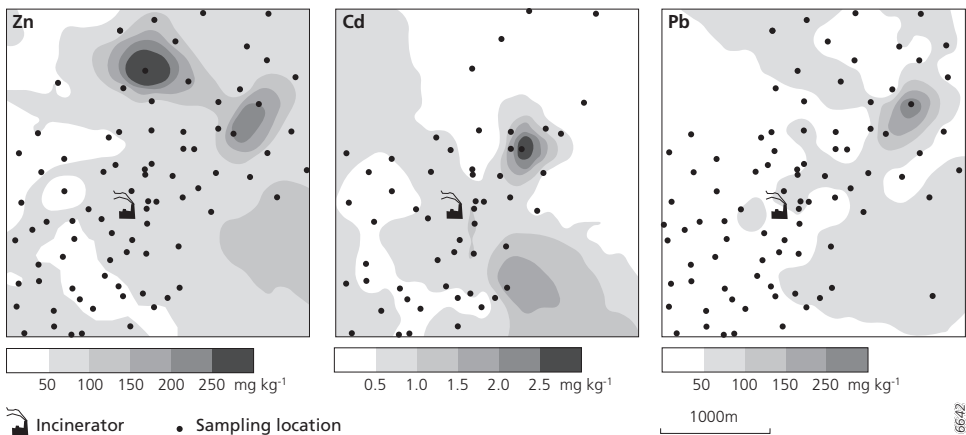 Zn
Cd
Pb
50 100 150 200 250 mg kg-1
0.5 1.0 1.5 2.0 2.5 mg kg-1
50 100 150 250 mg kg-1
Incinerator
Sampling location
1000m
6642